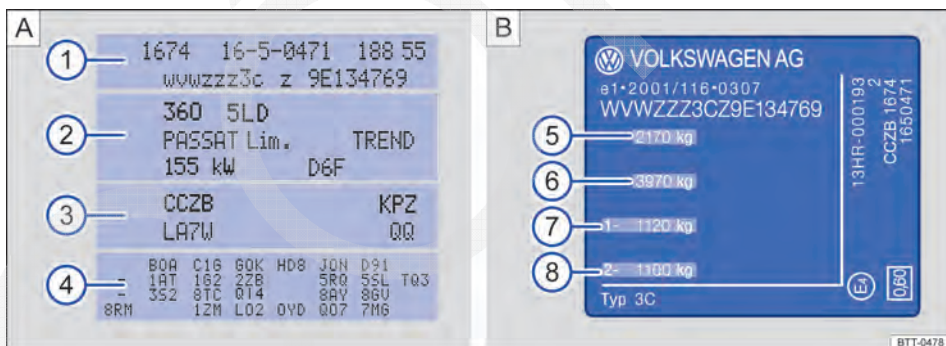 A
1
1674 16-5-0471 188 55
wvwzzz3c z 9E134769
2
360 5LD
PASSAT Lim. TREND
155 kW D6F
3
CCZB KPZ
LA7W QQ
4
B0A C1G G0K HD8 J0N D91
- 1AT 1G2 2ZB 5RQ 5SL TQ3
- 3S2 8TC Q14 8AY 8GU
8RM 1ZM L02 0YD Q07 7MG
B
VOLKSWAGEN AG
e1•2001/116•0307
WVWZZZ3CZ9E134769
5
2170 kg
6
3970 kg
7
1- 1120 kg
8
2- 1100 kg
Typ 3C
13HR-000193
2
CCZB 1674
1650471
E4
0,60
BTT-0478